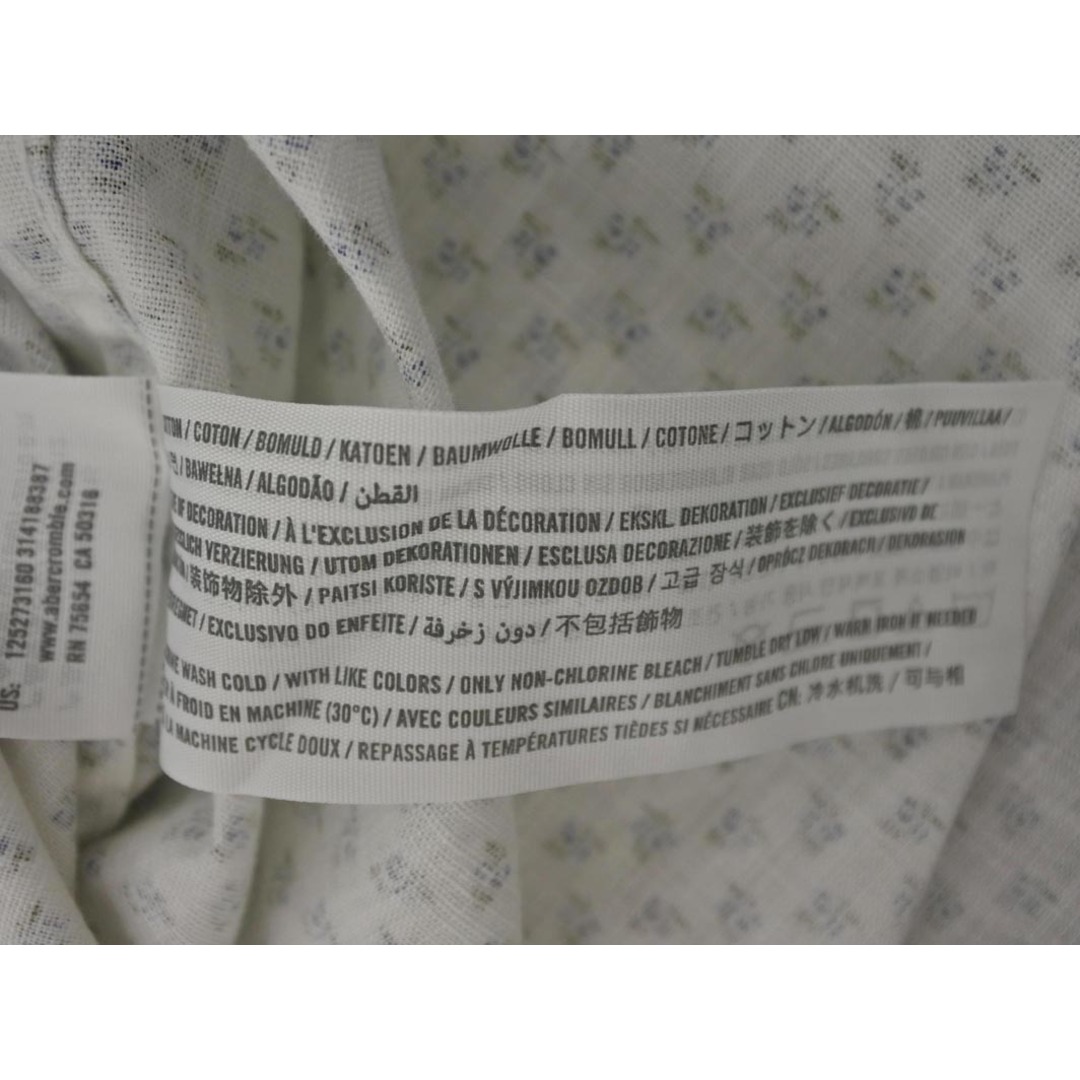 US:
125273160 314188387
www.abercrombie.com
RN 75654 CA 50316
/ COTON / BOMULD / KATOEN / BAUMWOLLE / BOMULL / COTONE / コットン / ALGODÓN / 棉 / PUUVILLAA /
/ BAWEŁNA / ALGODÃO / القطن
OF DECORATION / À L'EXCLUSION DE LA DÉCORATION / EKSKL. DEKORATION / EXCLUSIEF DECORATIE /
VERZIERUNG / UTOM DEKORATIONEN / ESCLUSA DECORAZIONE / 装飾を除く / EXCLUSIVO DE
/ 装饰物除外 / PAITSI KORISTE / S VÝJIMKOU OZDOB / 고급 장식 / OPRÓCZ DEKORACJI / DEKORASION
/ EXCLUSIVO DO ENFEITE / دون زخرفة / 不包括飾物
WASH COLD / WITH LIKE COLORS / ONLY NON-CHLORINE BLEACH / TUMBLE DRY LOW / WARM IRON IF NEEDED
À FROID EN MACHINE (30°C) / AVEC COULEURS SIMILAIRES / BLANCHIMENT SANS CHLORE UNIQUEMENT /
LA MACHINE CYCLE DOUX / REPASSAGE À TEMPÉRATURES TIÈDES SI NÉCESSAIRE CN: 冷水机洗 / 可与相